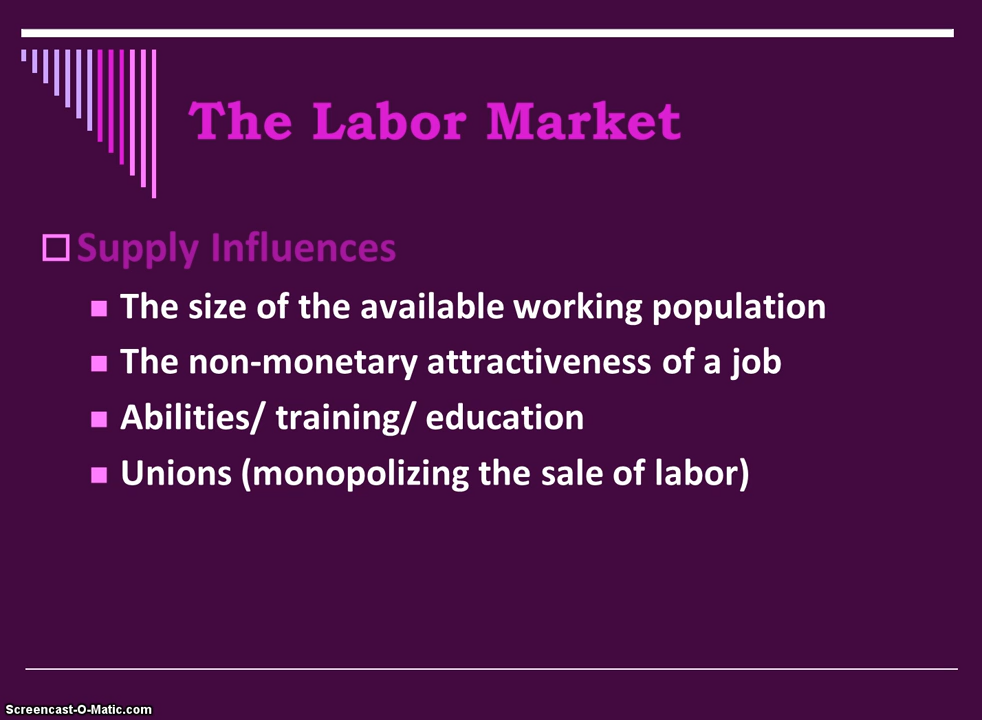 The Labor Market
Supply Influences
The size of the available working population
The non-monetary attractiveness of a job
Abilities/ training/ education
Unions (monopolizing the sale of labor)
Screencast-O-Matic.com